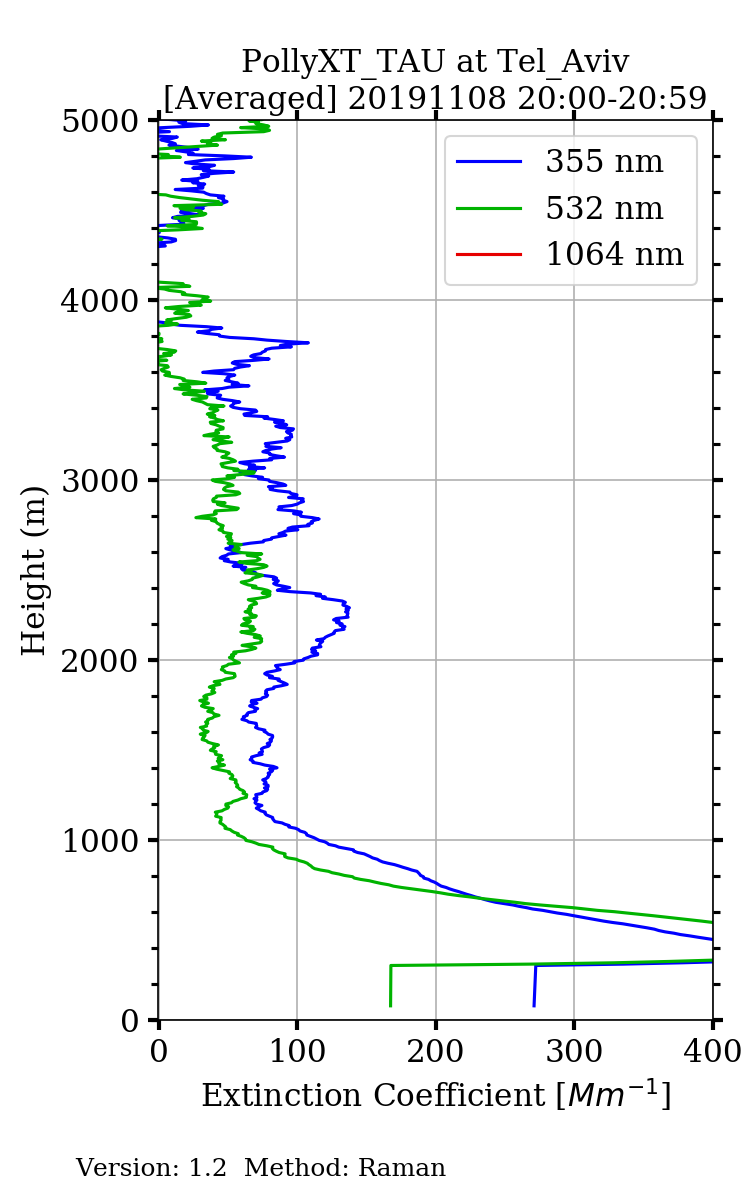 PollyXT_TAU at Tel_Aviv
[Averaged] 20191108 20:00-20:59
5000
4000
3000
2000
1000
0
Height (m)
355 nm
532 nm
1064 nm
0 100 200 300 400
Extinction Coefficient [Mm⁻¹]
Version: 1.2  Method: Raman